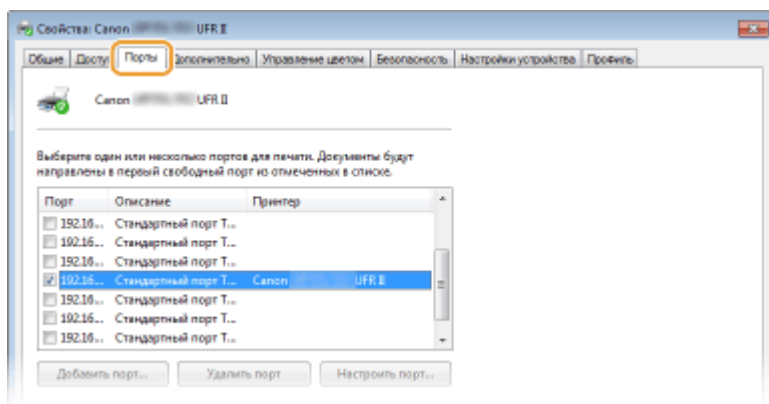 Свойства: Canon UFR II
Общие Досту Порты Дополнительно Управление цветом Безопасность Настройки устройства Профиль
Canon UFR II
Выберите один или несколько портов для печати. Документы будут
направлены в первый свободный порт из отмеченных в списке.
Порт Описание Принтер
192.16... Стандартный порт T...
192.16... Стандартный порт T...
192.16... Стандартный порт T...
192.16... Стандартный порт T... Canon UFR II
192.16... Стандартный порт T...
192.16... Стандартный порт T...
192.16... Стандартный порт T...
Добавить порт... Удалить порт Настроить порт...